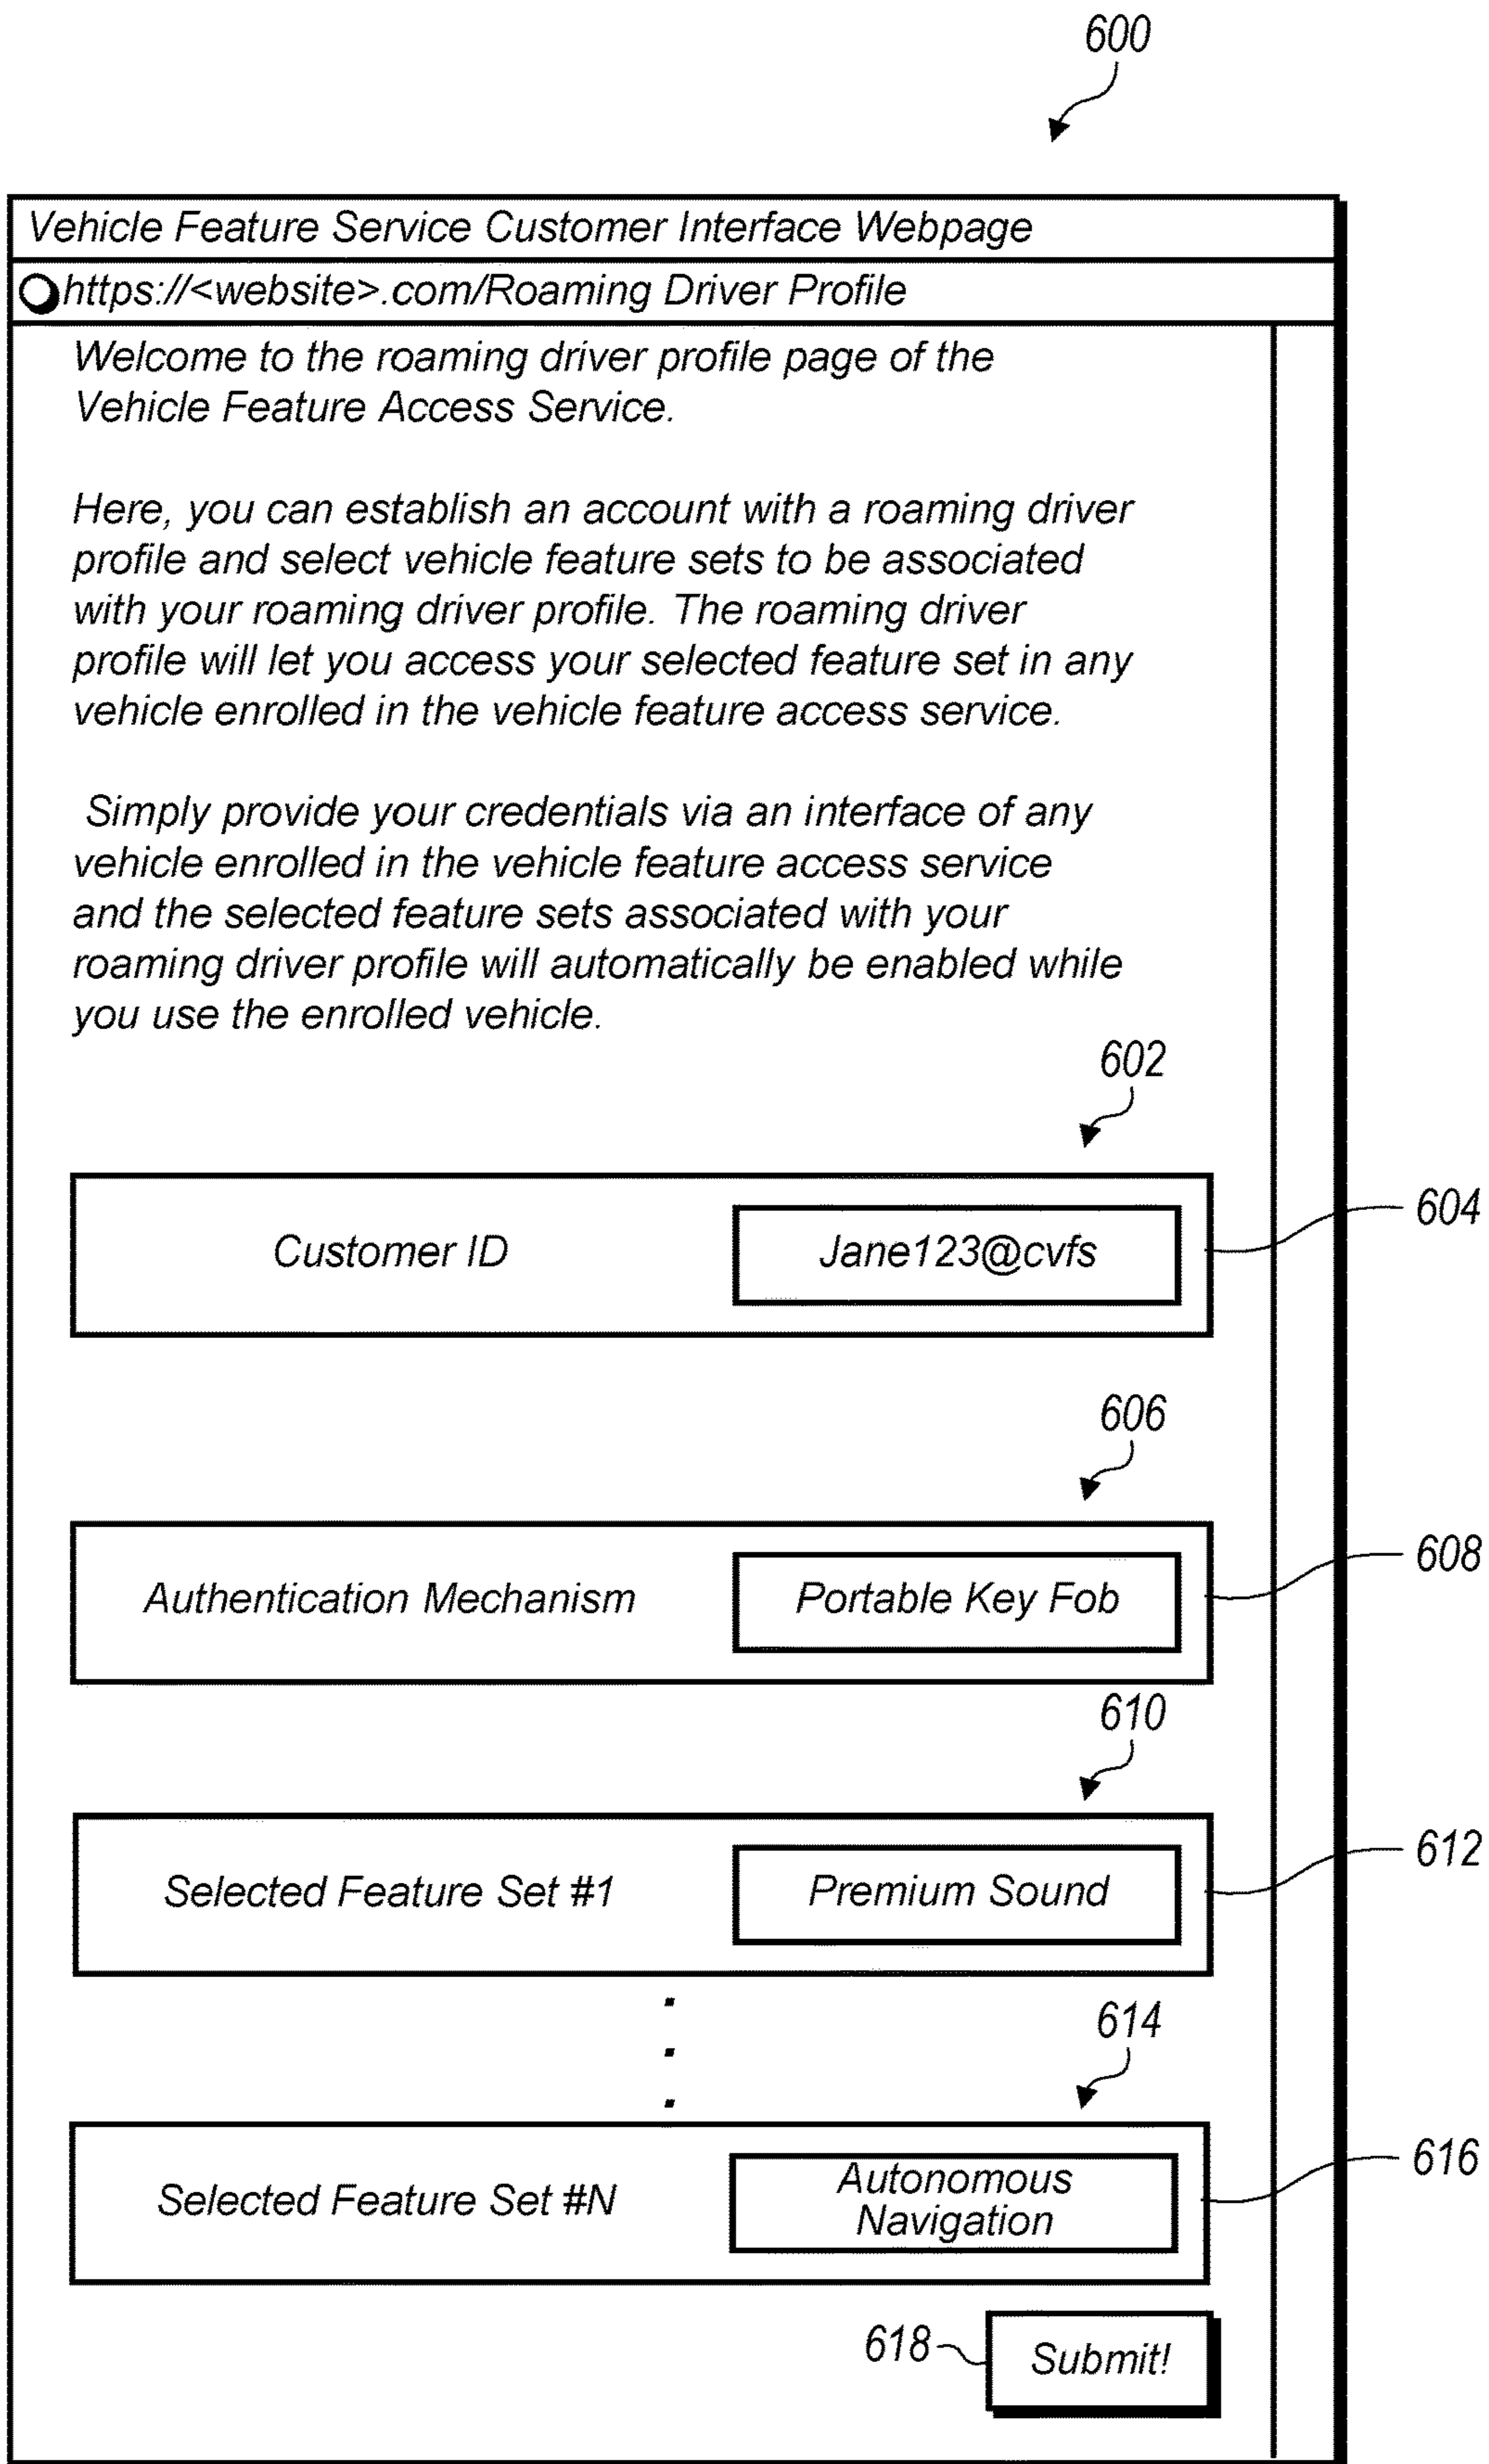 600
Vehicle Feature Service Customer Interface Webpage
https://<website>.com/Roaming Driver Profile
Welcome to the roaming driver profile page of the
Vehicle Feature Access Service.
Here, you can establish an account with a roaming driver
profile and select vehicle feature sets to be associated
with your roaming driver profile. The roaming driver
profile will let you access your selected feature set in any
vehicle enrolled in the vehicle feature access service.
Simply provide your credentials via an interface of any
vehicle enrolled in the vehicle feature access service
and the selected feature sets associated with your
roaming driver profile will automatically be enabled while
you use the enrolled vehicle.
602
Customer ID
Jane123@cvfs
604
606
Authentication Mechanism
Portable Key Fob
608
610
Selected Feature Set #1
Premium Sound
612
614
Selected Feature Set #N
Autonomous
Navigation
616
618
Submit!